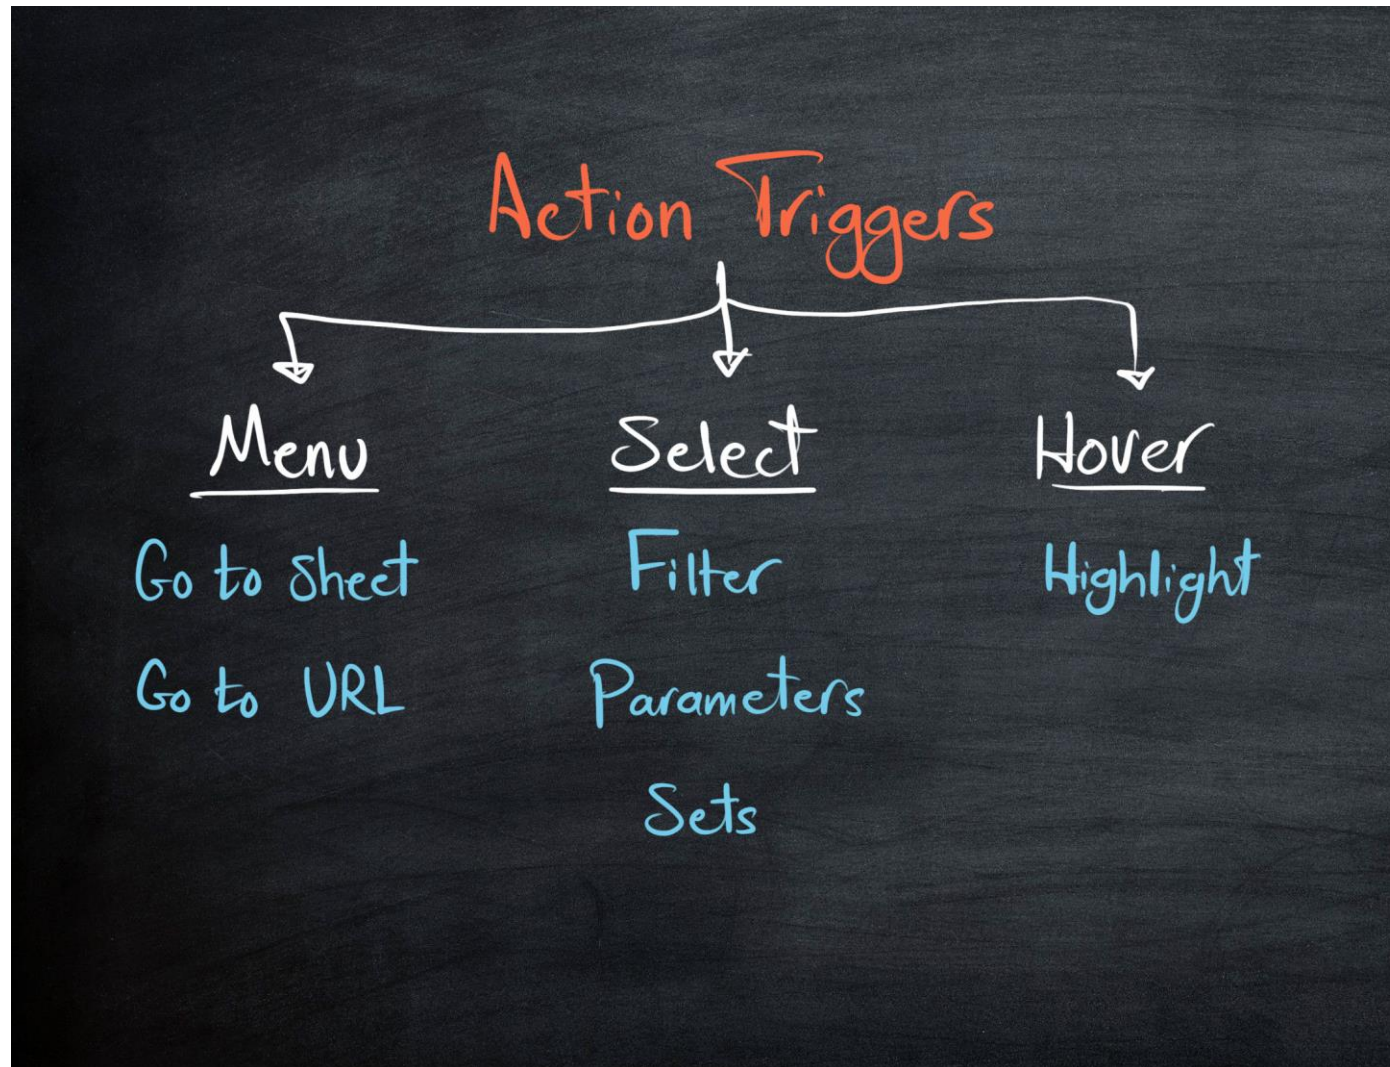 Action Triggers
Menu
Go to Sheet
Go to URL
Select
Filter
Parameters
Sets
Hover
Highlight